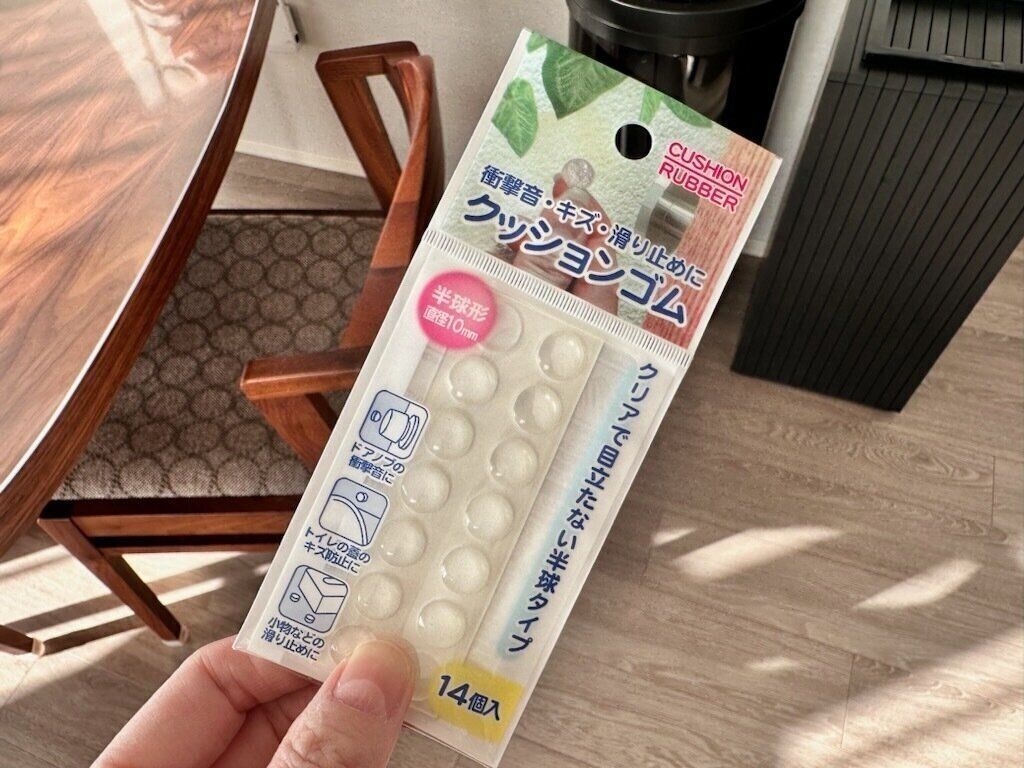 CUSHION
RUBBER
衝撃音・キズ・滑り止めに
クッションゴム
半球形
直径10mm
クリアで目立たない半球タイプ
ドアノブの
衝撃音に
トイレの蓋の
キズ防止に
小物などの
滑り止めに
14個入